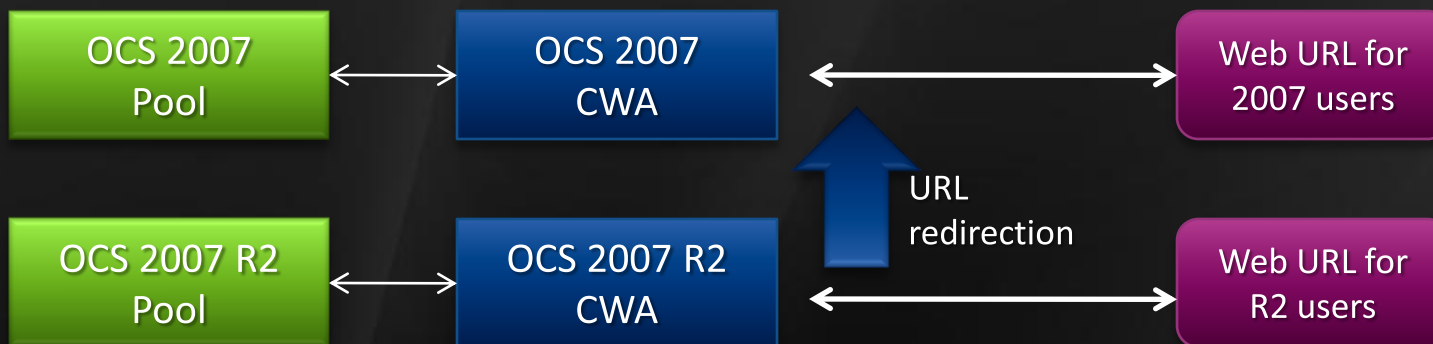 OCS 2007
Pool
OCS 2007
CWA
Web URL for
2007 users
URL
redirection
OCS 2007 R2
Pool
OCS 2007 R2
CWA
Web URL for
R2 users